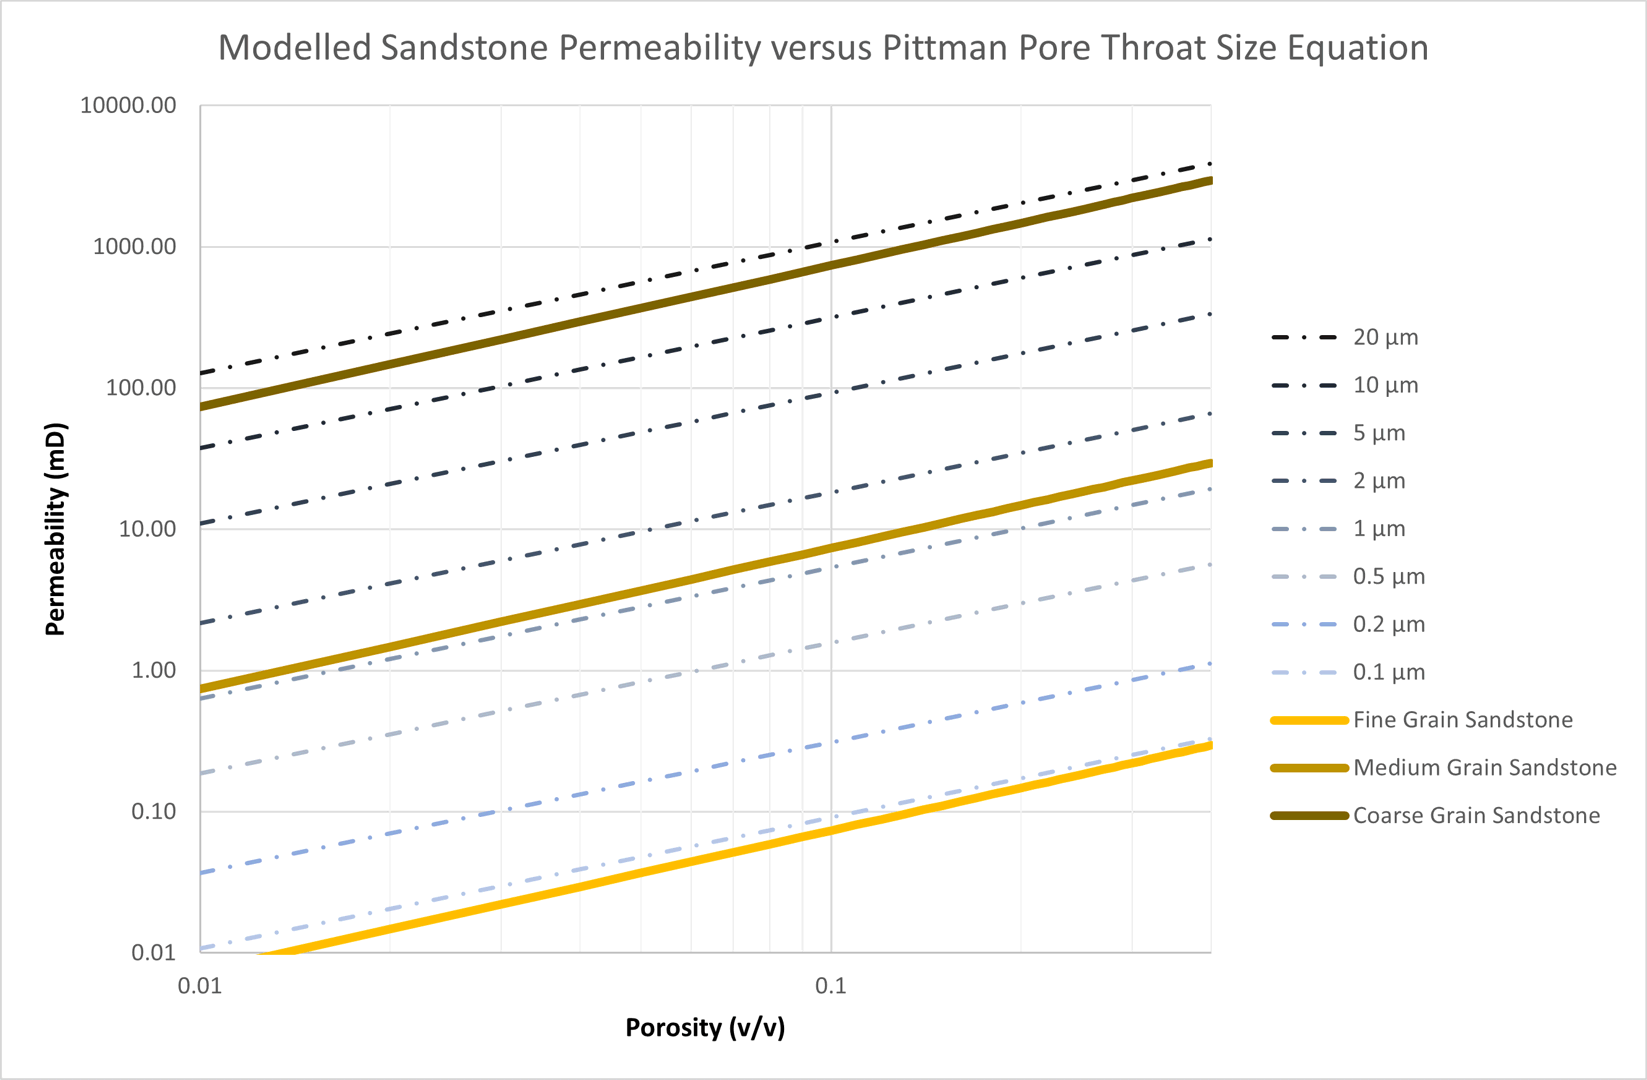 Modelled Sandstone Permeability versus Pittman Pore Throat Size Equation
10000.00
1000.00
100.00
10.00
1.00
0.10
0.01
Permeability (mD)
0.01
0.1
Porosity (v/v)
20 µm
10 µm
5 µm
2 µm
1 µm
0.5 µm
0.2 µm
0.1 µm
Fine Grain Sandstone
Medium Grain Sandstone
Coarse Grain Sandstone